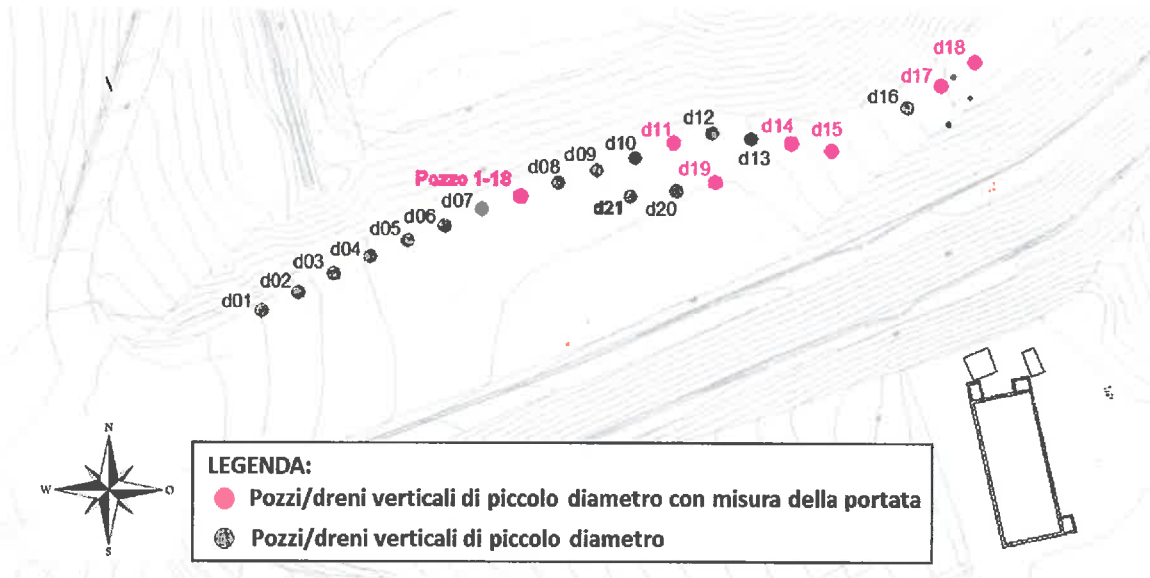 d18
d17
d16
d12
d11
d14
d15
d10
d13
d09
d08
d19
Pozzo 1-18
d21
d20
d07
d06
d05
d04
d03
d02
d01
N
W
O
S
LEGENDA:
Pozzi/dreni verticali di piccolo diametro con misura della portata
Pozzi/dreni verticali di piccolo diametro